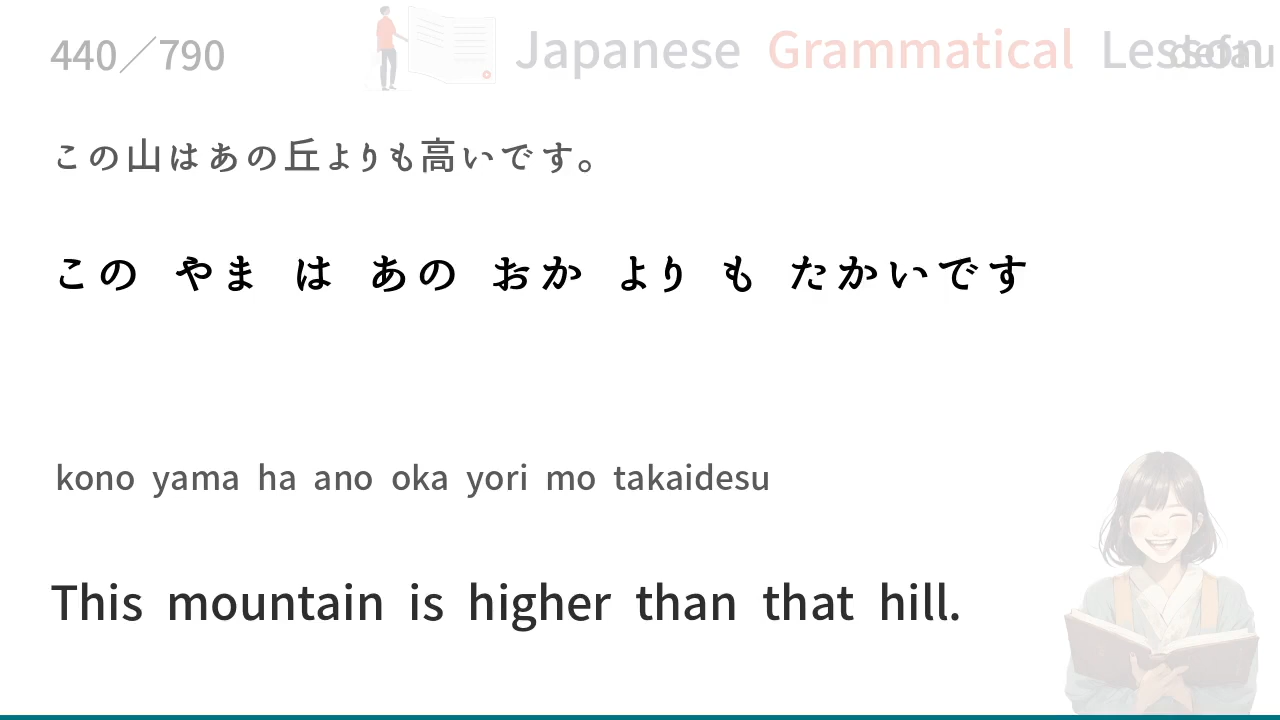 440／790
Japanese Grammatical Lesson
defau
この山はあの丘よりも高いです。
この やま は あの おか より も たかいです
kono yama ha ano oka yori mo takaidesu
This mountain is higher than that hill.